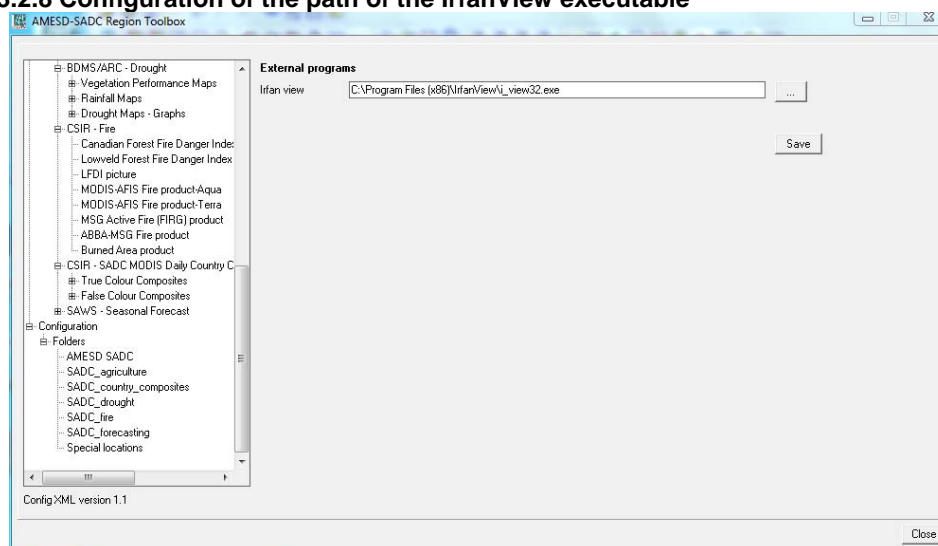 3.2.8 Configuration of the path of the IrfanView executable
AMESD-SADC Region Toolbox
BDMS/ARC - Drought
Vegetation Performance Maps
Rainfall Maps
Drought Maps - Graphs
CSIR - Fire
Canadian Forest Fire Danger Index
Lowveld Forest Fire Danger Index
LFDI picture
MODIS-AFIS Fire product-Aqua
MODIS-AFIS Fire product-Terra
MSG Active Fire (FIRG) product
ABBA-MSG Fire product
Burned Area product
CSIR - SADC MODIS Daily Country C
True Colour Composites
False Colour Composites
SAWS - Seasonal Forecast
Configuration
Folders
AMESD SADC
SADC_agriculture
SADC_country_composites
SADC_drought
SADC_fire
SADC_forecasting
Special locations
Config XML version 1.1
External programs
Irfan view C:\Program Files (x86)\IrfanView\i_view32.exe ...
Save
Close